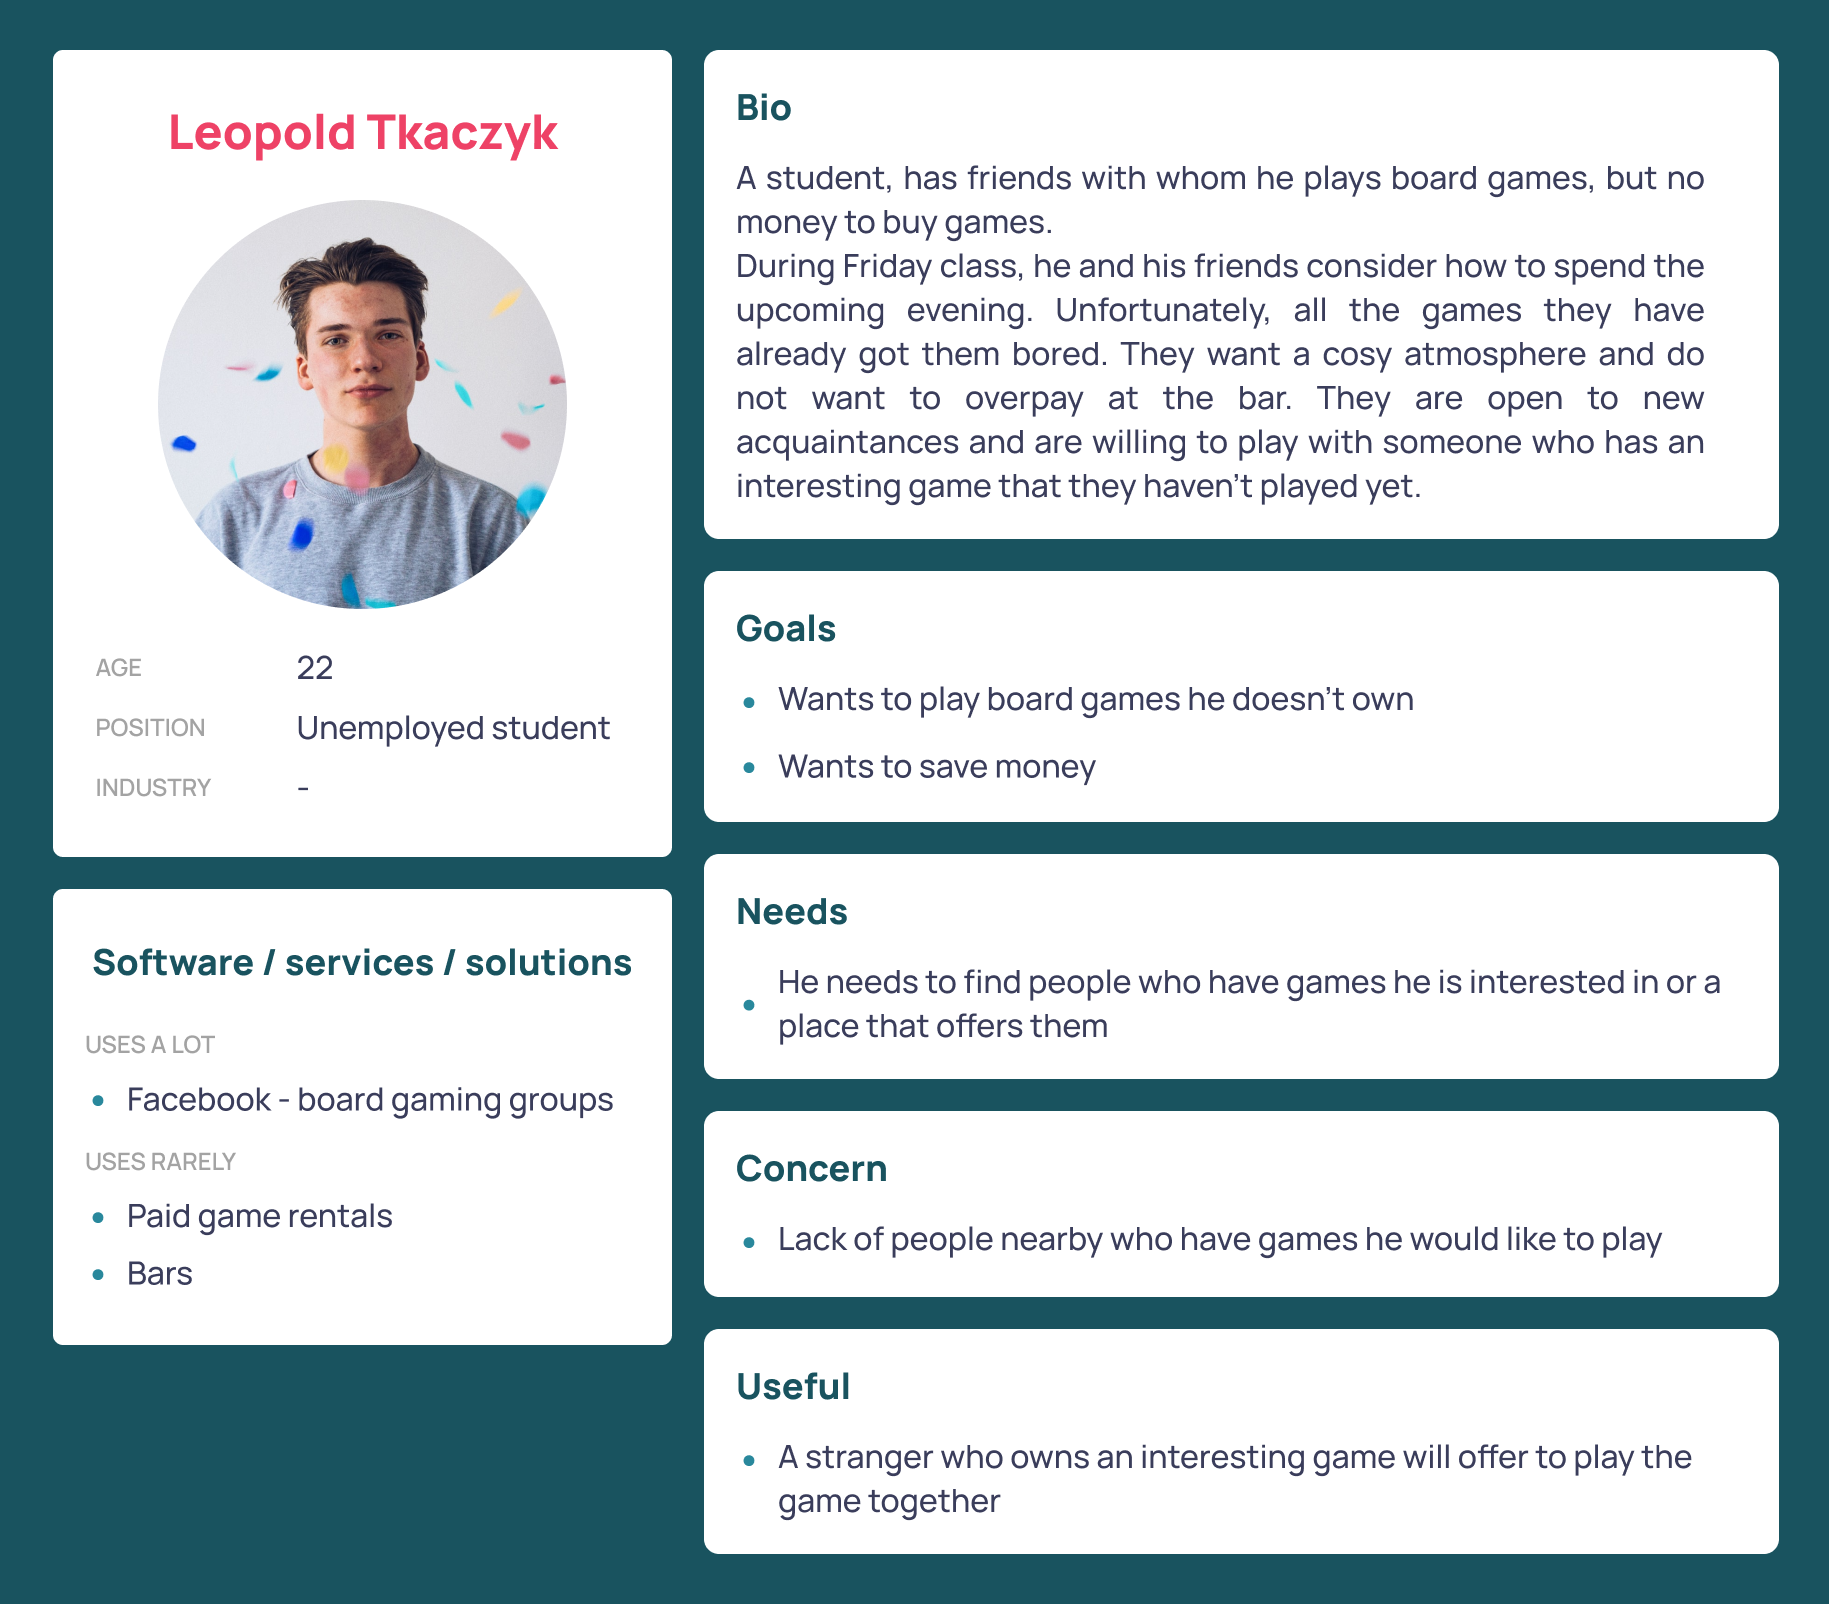 Leopold Tkaczyk
AGE 22
POSITION Unemployed student
INDUSTRY -
Software / services / solutions
USES A LOT
• Facebook - board gaming groups
USES RARELY
• Paid game rentals
• Bars
Bio
A student, has friends with whom he plays board games, but no
money to buy games.
During Friday class, he and his friends consider how to spend the
upcoming evening. Unfortunately, all the games they have
already got them bored. They want a cosy atmosphere and do
not want to overpay at the bar. They are open to new
acquaintances and are willing to play with someone who has an
interesting game that they haven't played yet.
Goals
• Wants to play board games he doesn't own
• Wants to save money
Needs
• He needs to find people who have games he is interested in or a
place that offers them
Concern
• Lack of people nearby who have games he would like to play
Useful
• A stranger who owns an interesting game will offer to play the
game together